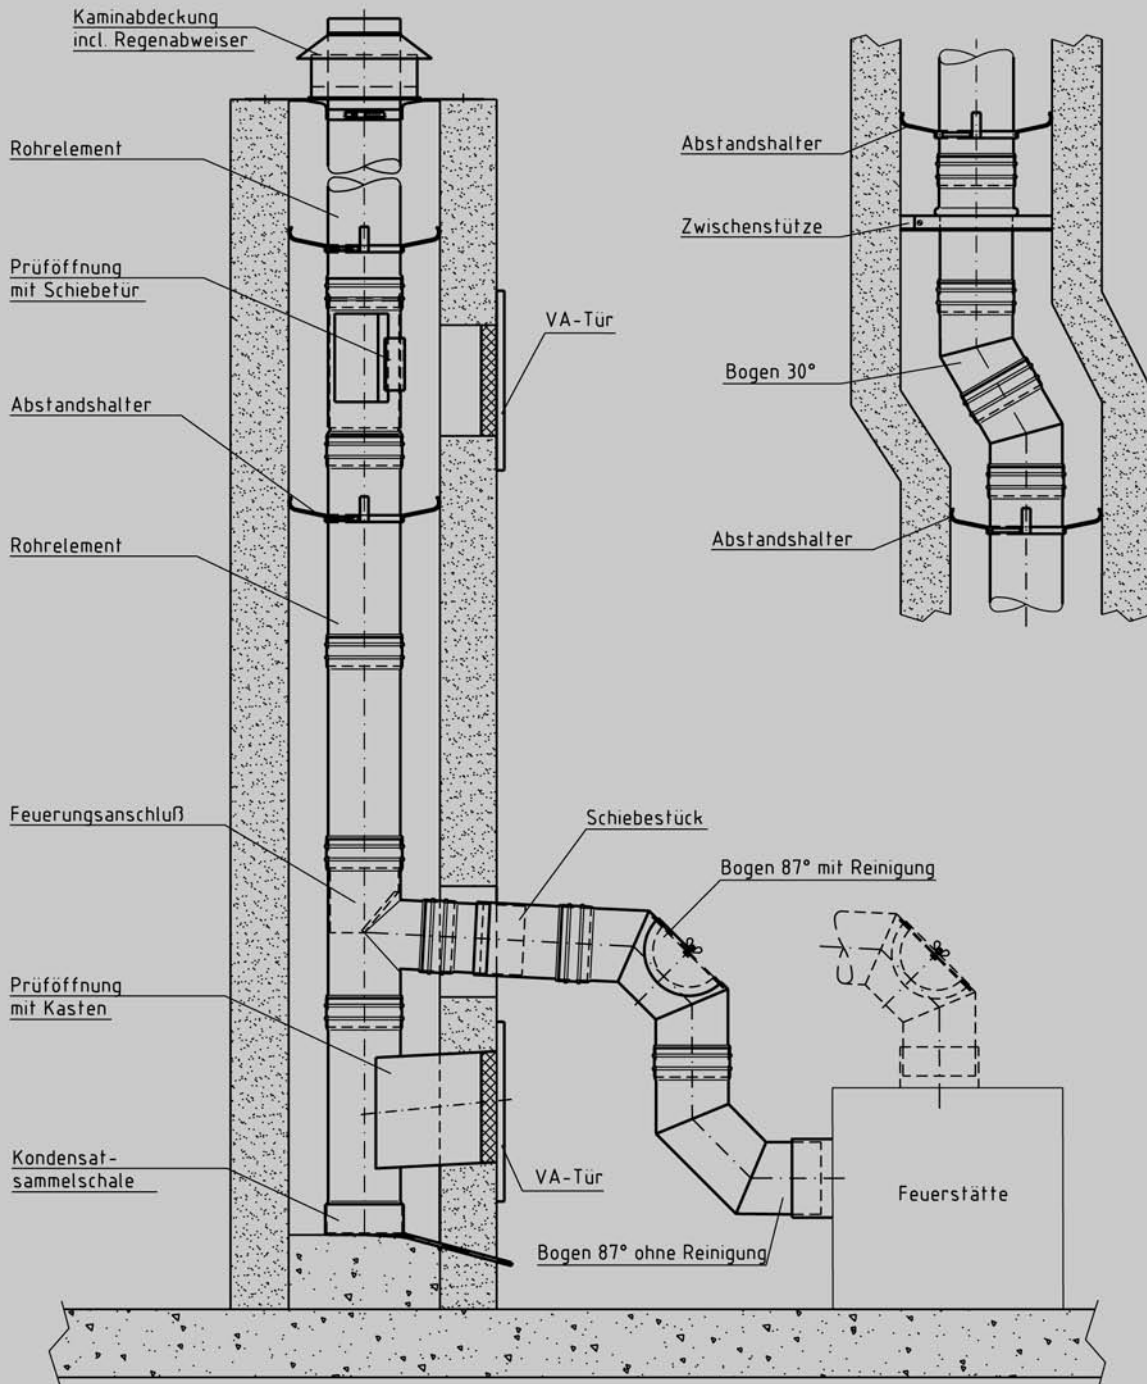 Kaminabdeckung
incl. Regenabweiser
Rohrelement
Prüföffnung
mit Schiebetür
Abstandshalter
Rohrelement
Feuerungsanschluß
Prüföffnung
mit Kasten
Kondensat-
sammelschale
VA-Tür
Schiebestück
Bogen 87° mit Reinigung
VA-Tür
Bogen 87° ohne Reinigung
Feuerstätte
Abstandshalter
Zwischenstütze
Bogen 30°
Abstandshalter